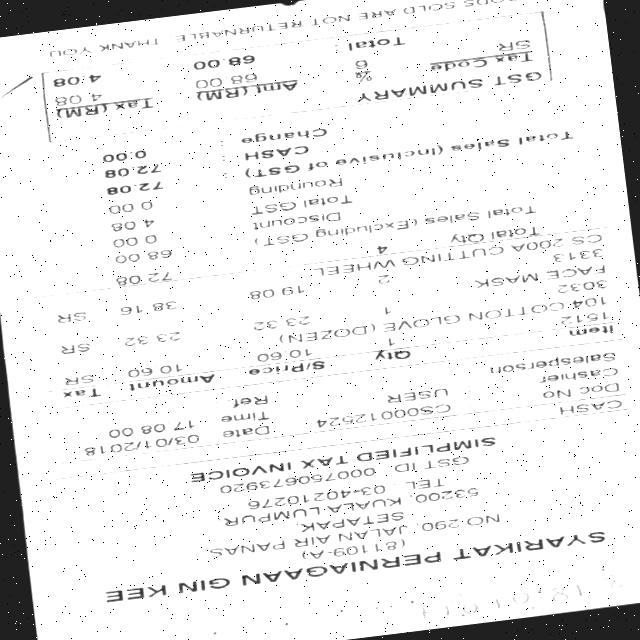 SYARIKAT PERNIAGAAN GIN KEE
(81109-A)
NO 290 JALAN AIR PANAS
SETAPAK
53200 KUALA LUMPUR
TEL 03-40210276
GST ID 000750673920
SIMPLIFIED TAX INVOICE
CASH
Doc No CS00012524 Date 03/01/2018
Cashier USER Time 17 08 00
Salesperson Ref
Item Qty S/Price Amount Tax
1512 1 10 60 10 60 SR
104 COTTON GLOVE (DOZEN)
3032 1 23 32 23 32 SR
FACE MASK
3313 2 19 08 38 16 SR
CS 200A CUTTING WHEEL
Total Qty 4 72 08
Total Sales (Excluding GST) 68 00
Discount 0 00
Total GST 4 08
Rounding 0 00
Total Sales (Inclusive of GST) 72.08
CASH 72.08
Change 0.00
GST SUMMARY
Tax Code % Amt (RM) Tax (RM)
SR 6 68 00 4 08
Total 68.00 4.08
GOODS SOLD ARE NOT RETURNABLE THANK YOU